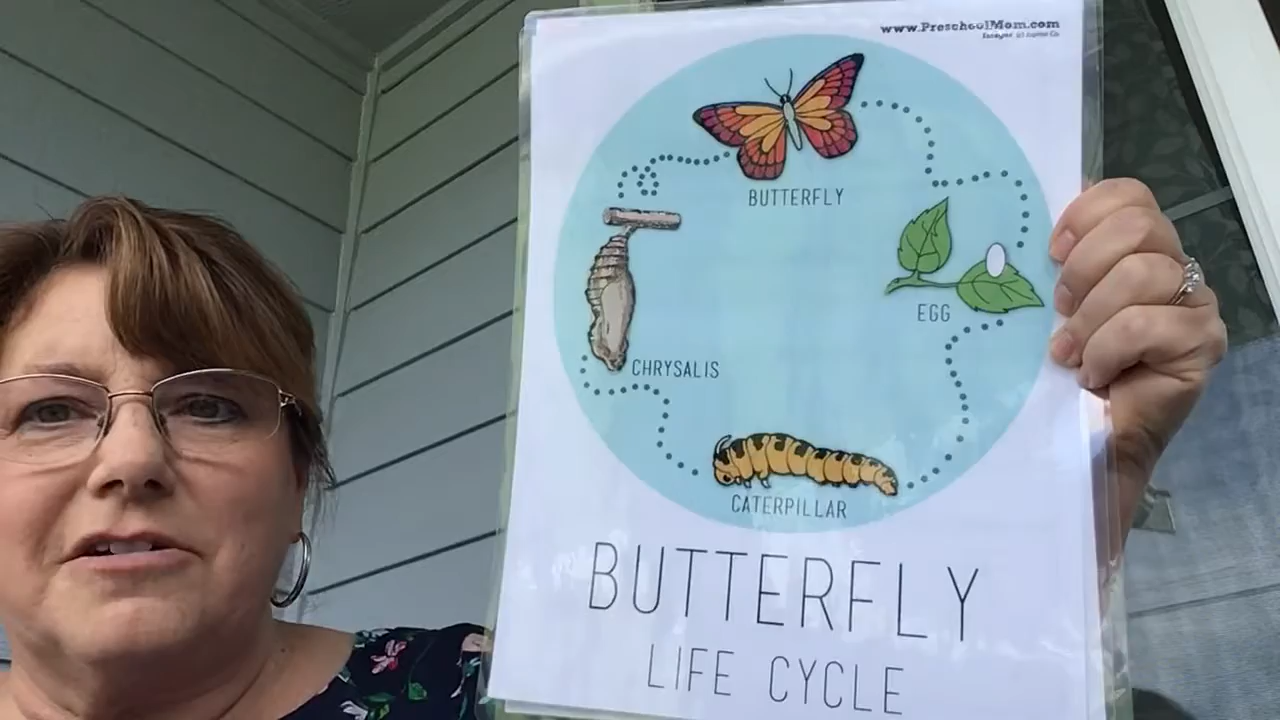 www.PreschoolMom.com
BUTTERFLY
EGG
CHRYSALIS
CATERPILLAR
BUTTERFLY
LIFE CYCLE